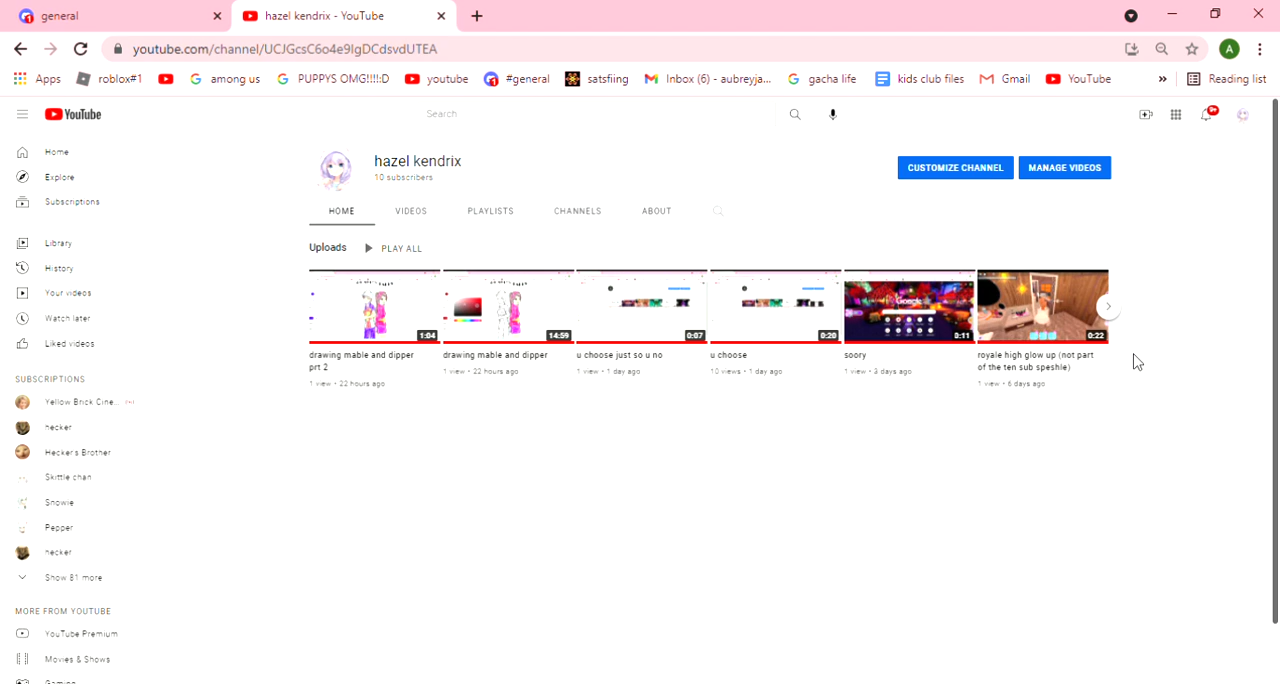 general
hazel kendrix - YouTube
youtube.com/channel/UCJGcsC6o4e9IgDCdsvdUTEA
Apps roblox#1 among us PUPPYS OMG!!!!:D youtube #general satsfiing Inbox (6) - aubreyja... gacha life kids club files Gmail YouTube » Reading list
YouTube
Search
9+
Home
Explore
Subscriptions
Library
History
Your videos
Watch later
Liked videos
SUBSCRIPTIONS
Yellow Brick Cine...
hecker
Hecker's Brother
Skittle chan
Snowie
Pepper
hecker
Show 81 more
MORE FROM YOUTUBE
YouTube Premium
Movies & Shows
Gaming
hazel kendrix
10 subscribers
CUSTOMIZE CHANNEL MANAGE VIDEOS
HOME VIDEOS PLAYLISTS CHANNELS ABOUT
Uploads PLAY ALL
1:04
drawing mable and dipper
prt 2
1 view • 22 hours ago
14:59
drawing mable and dipper
1 view • 22 hours ago
0:07
u choose just so u no
1 view • 1 day ago
0:20
u choose
10 views • 1 day ago
Google
0:11
soory
1 view • 3 days ago
0:22
royale high glow up (not part
of the ten sub speshle)
1 view • 6 days ago
A